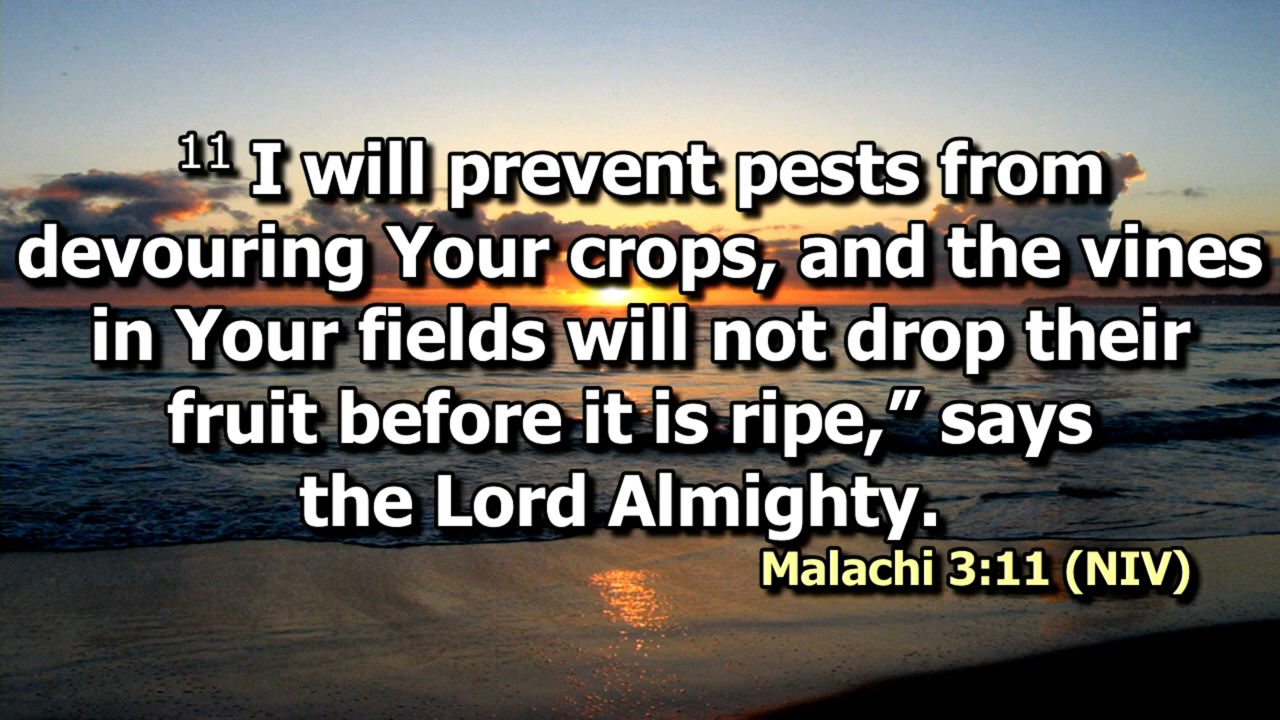 11 I will prevent pests from
devouring Your crops, and the vines
in Your fields will not drop their
fruit before it is ripe,” says
the Lord Almighty.
Malachi 3:11 (NIV)